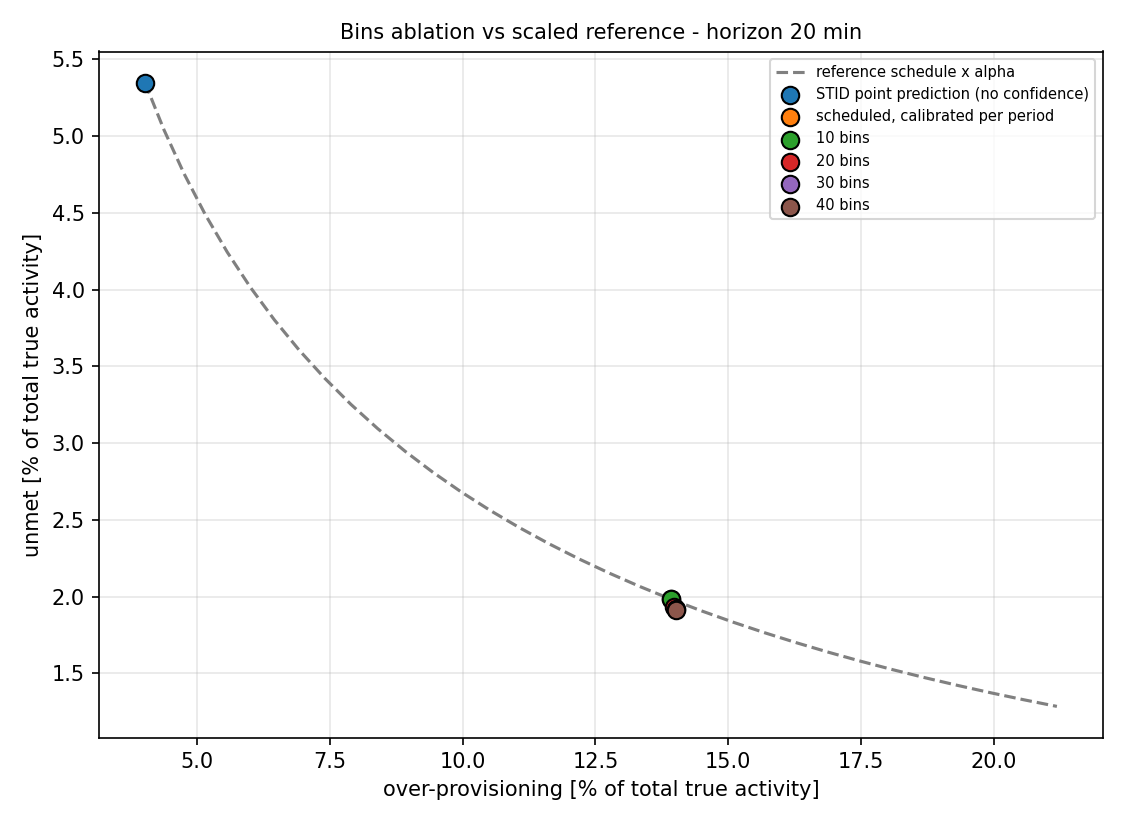 Bins ablation vs scaled reference - horizon 20 min
reference schedule x alpha
STID point prediction (no confidence)
scheduled, calibrated per period
10 bins
20 bins
30 bins
40 bins
unmet [% of total true activity]
5.5
5.0
4.5
4.0
3.5
3.0
2.5
2.0
1.5
5.0
7.5
10.0
12.5
15.0
17.5
20.0
over-provisioning [% of total true activity]